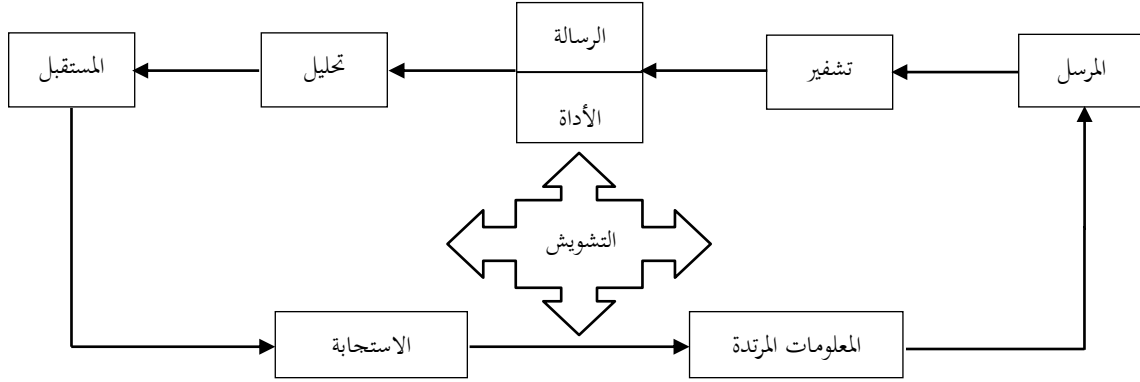 المرسل
تشفير
الرسالة
الأداة
تحليل
المستقبل
التشويش
الاستجابة
المعلومات المرتدة